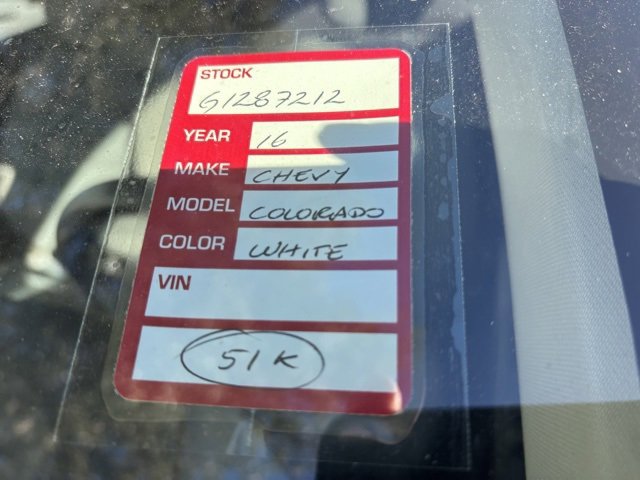 STOCK
G1287212
YEAR 16
MAKE CHEVY
MODEL COLORADO
COLOR WHITE
VIN
51K